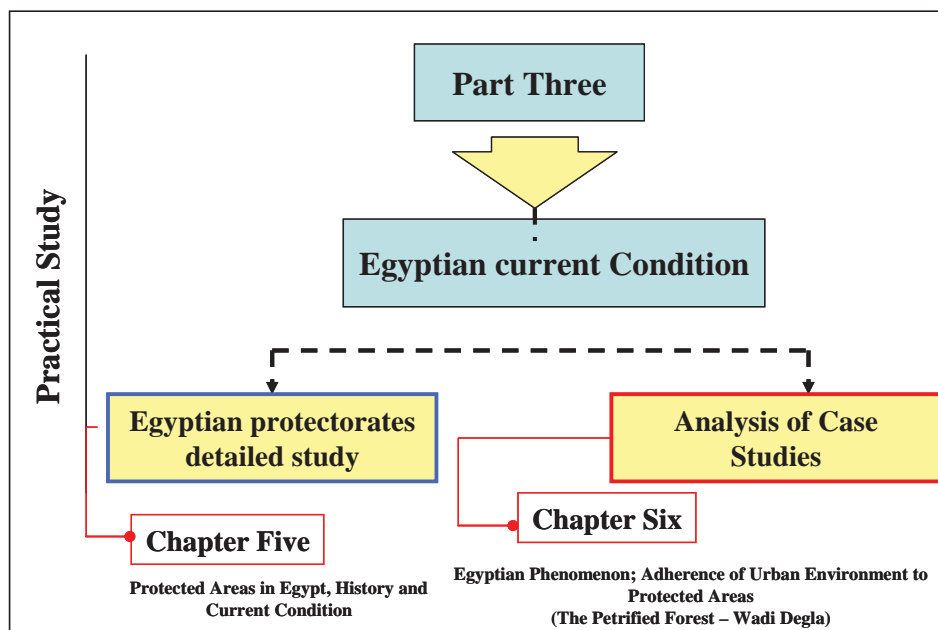 Part Three
Egyptian current Condition
Practical Study
Egyptian protectorates
detailed study
Analysis of Case
Studies
Chapter Five
Chapter Six
Protected Areas in Egypt, History and
Current Condition
Egyptian Phenomenon; Adherence of Urban Environment to
Protected Areas
(The Petrified Forest – Wadi Degla)